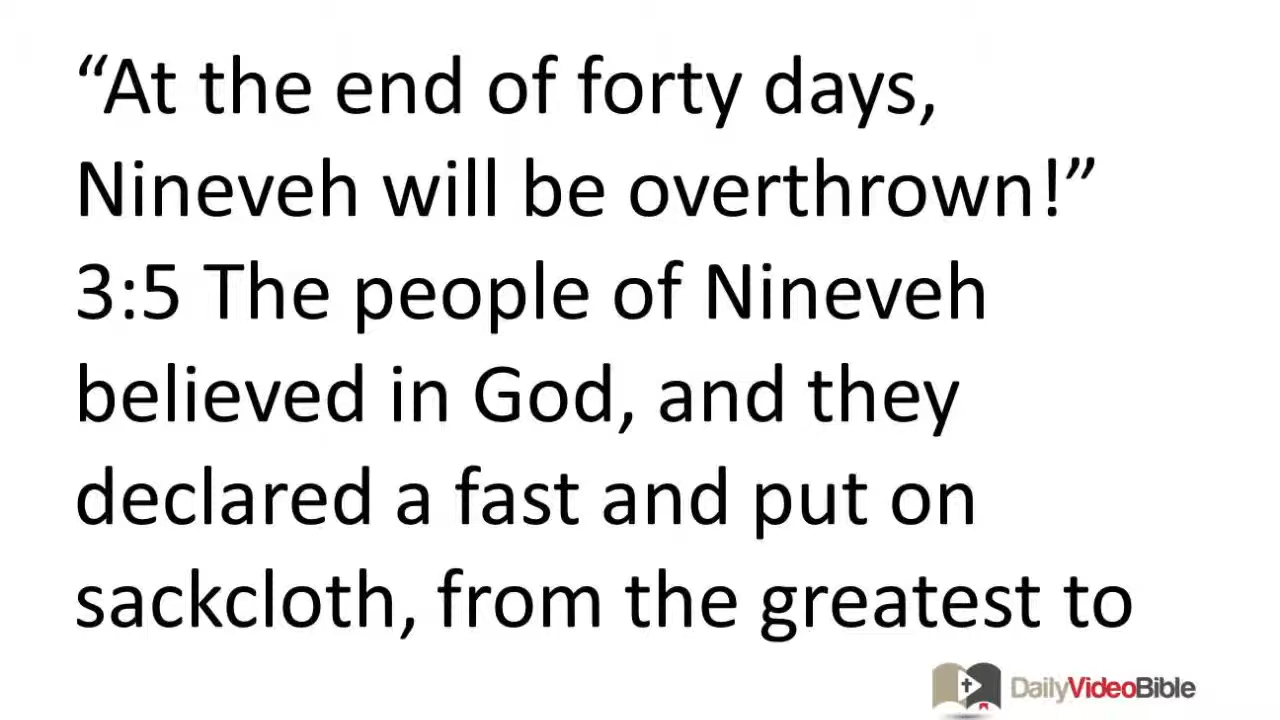 “At the end of forty days,
Nineveh will be overthrown!”
3:5 The people of Nineveh
believed in God, and they
declared a fast and put on
sackcloth, from the greatest to
DailyVideoBible